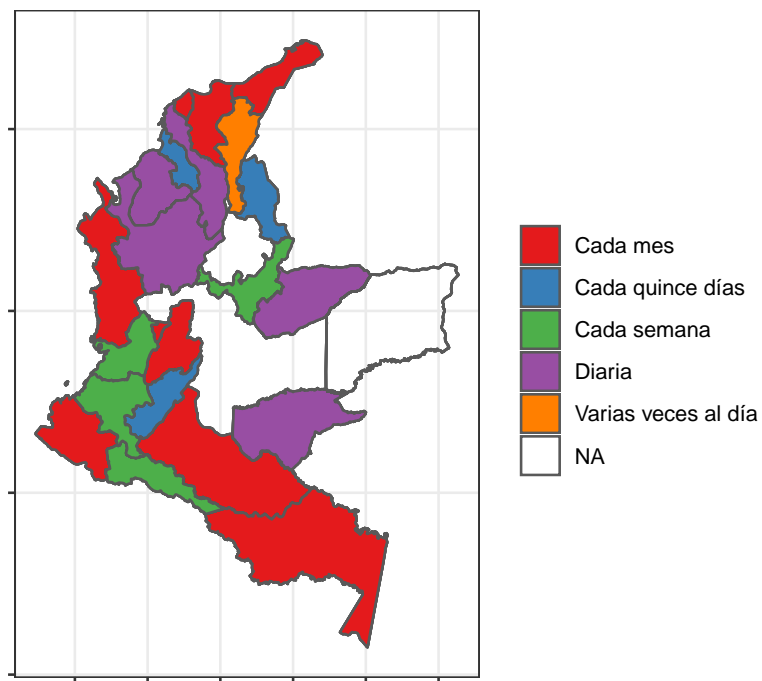 Cada mes
Cada quince días
Cada semana
Diaria
Varias veces al día
NA